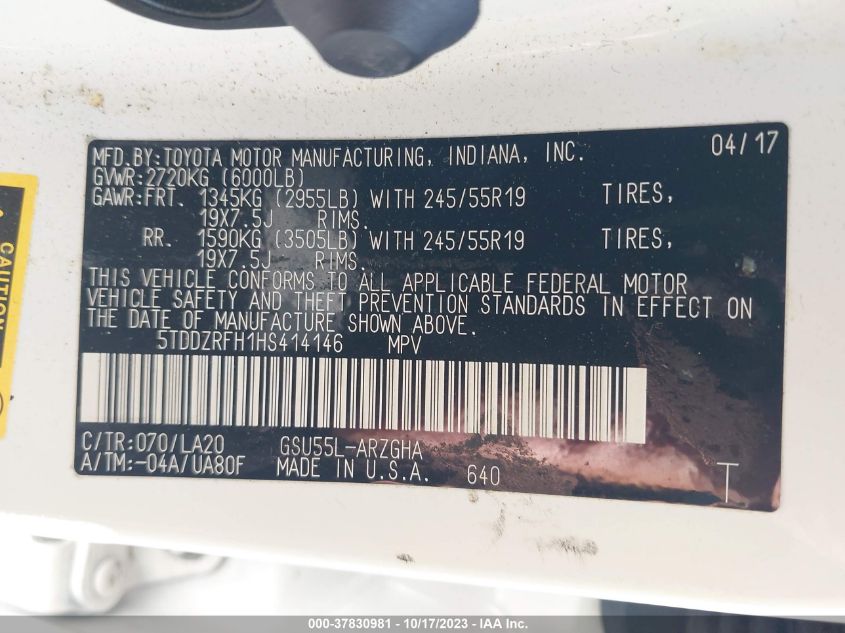 MFD.BY:TOYOTA MOTOR MANUFACTURING, INDIANA, INC. 04/17
GVWR:2720KG (6000LB)
GAWR:FRT. 1345KG (2955LB) WITH 245/55R19 TIRES,
19X7.5J RIMS.
RR. 1590KG (3505LB) WITH 245/55R19 TIRES,
19X7.5J RIMS.
THIS VEHICLE CONFORMS TO ALL APPLICABLE FEDERAL MOTOR
VEHICLE SAFETY AND THEFT PREVENTION STANDARDS IN EFFECT ON
THE DATE OF MANUFACTURE SHOWN ABOVE.
5TDDZRFH1HS414146 MPV
C/TR:070/LA20 GSU55L-ARZGHA
A/TM:-04A/UA80F MADE IN U.S.A. 640 T
CAUTION
000-37830981 - 10/17/2023 - IAA Inc.